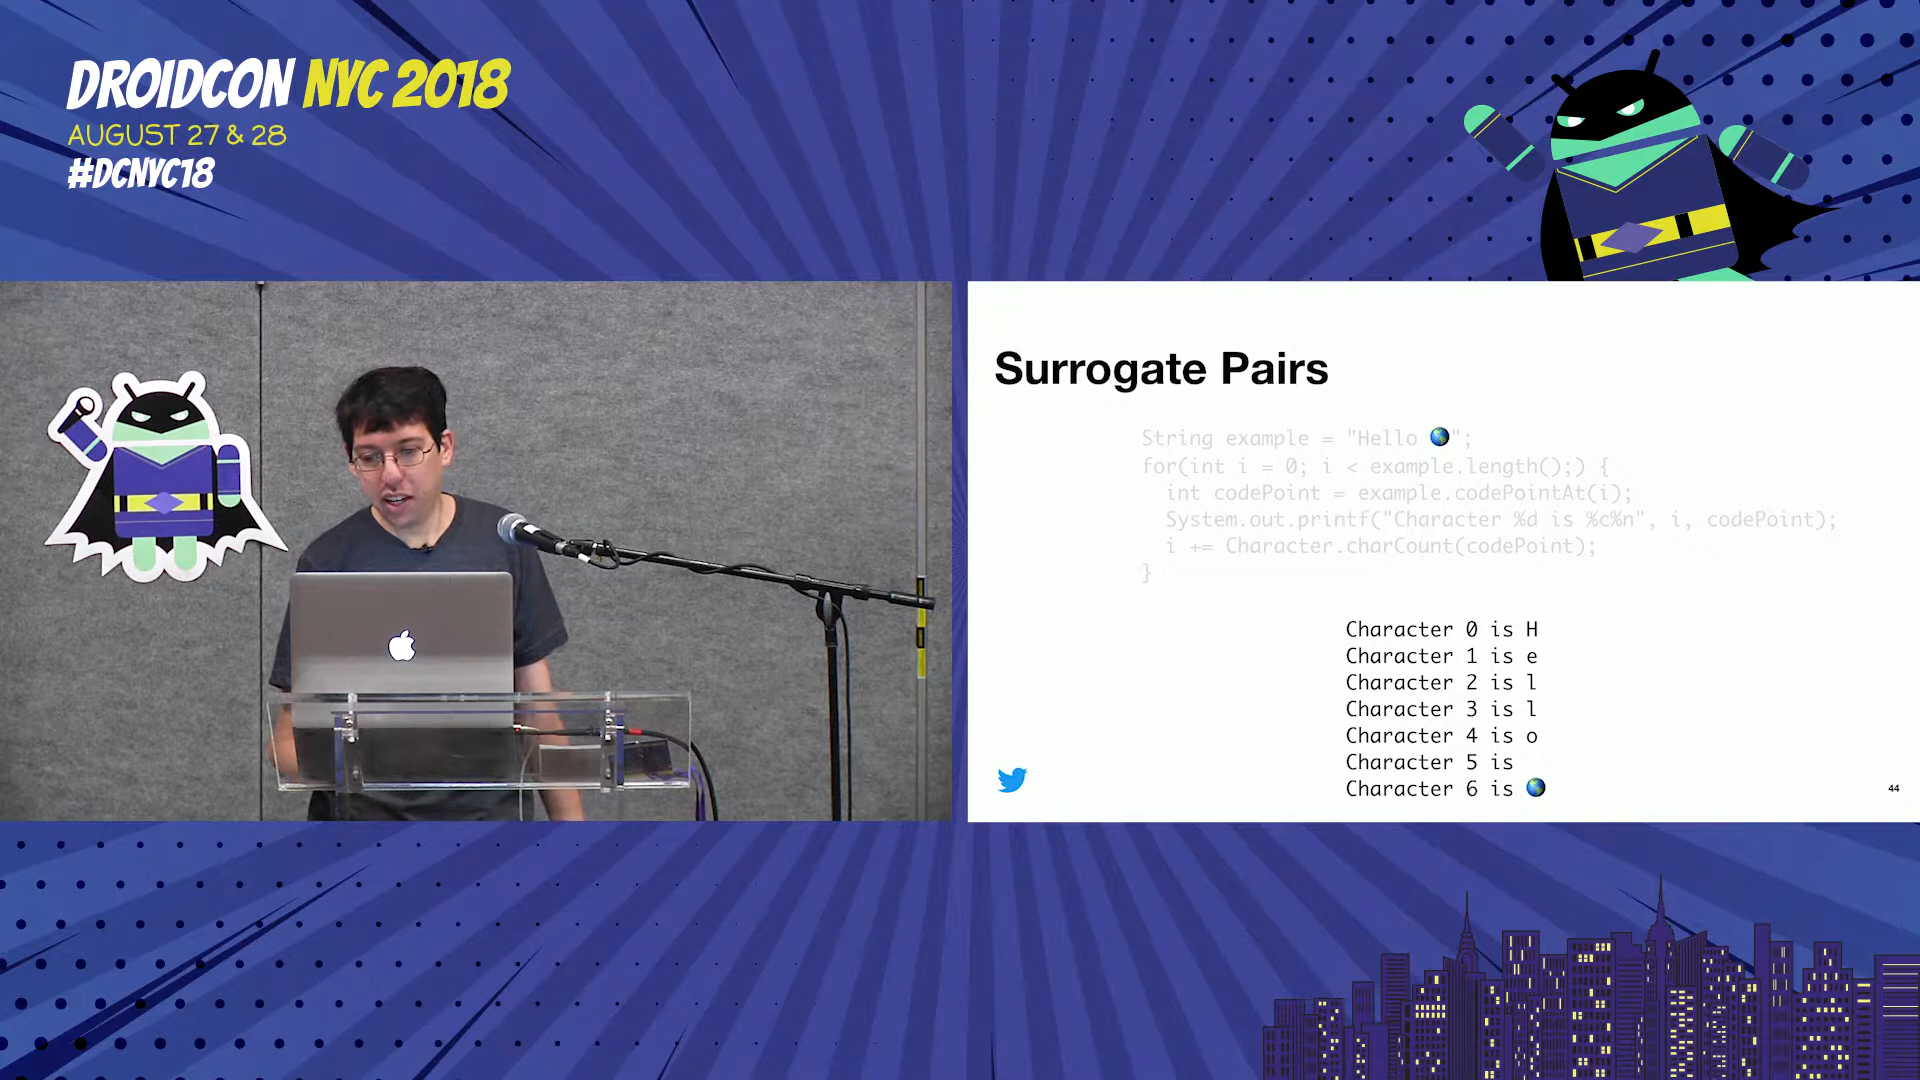 DROIDCON NYC 2018
AUGUST 27 & 28
#DCNYC18
Surrogate Pairs
String example = "Hello 🌏";
for(int i = 0; i < example.length();) {
  int codePoint = example.codePointAt(i);
  System.out.printf("Character %d is %c%n", i, codePoint);
  i += Character.charCount(codePoint);
}
Character 0 is H
Character 1 is e
Character 2 is l
Character 3 is l
Character 4 is o
Character 5 is
Character 6 is 🌏
44